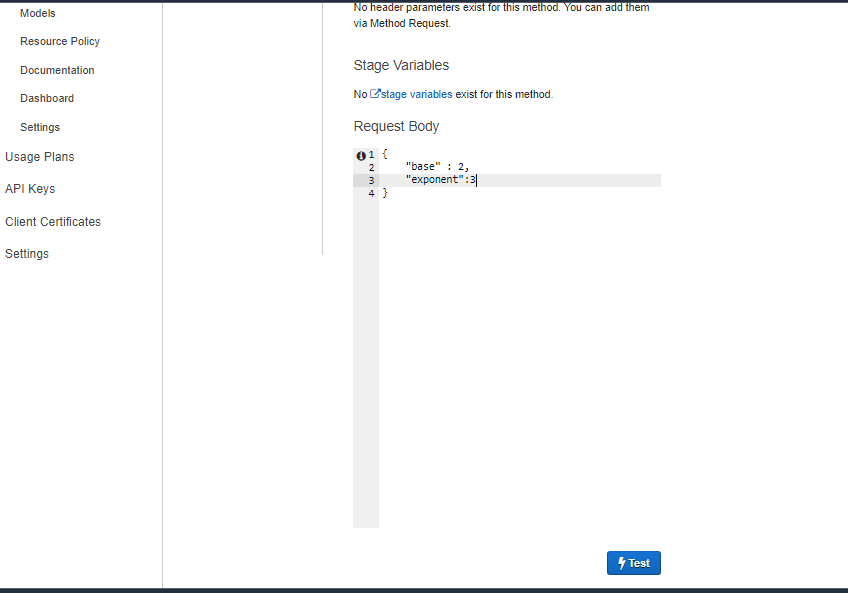 Models
Resource Policy
Documentation
Dashboard
Settings
Usage Plans
API Keys
Client Certificates
Settings
No header parameters exist for this method. You can add them
via Method Request.
Stage Variables
No stage variables exist for this method.
Request Body
1 {
2 "base" : 2,
3 "exponent":3
4 }
Test